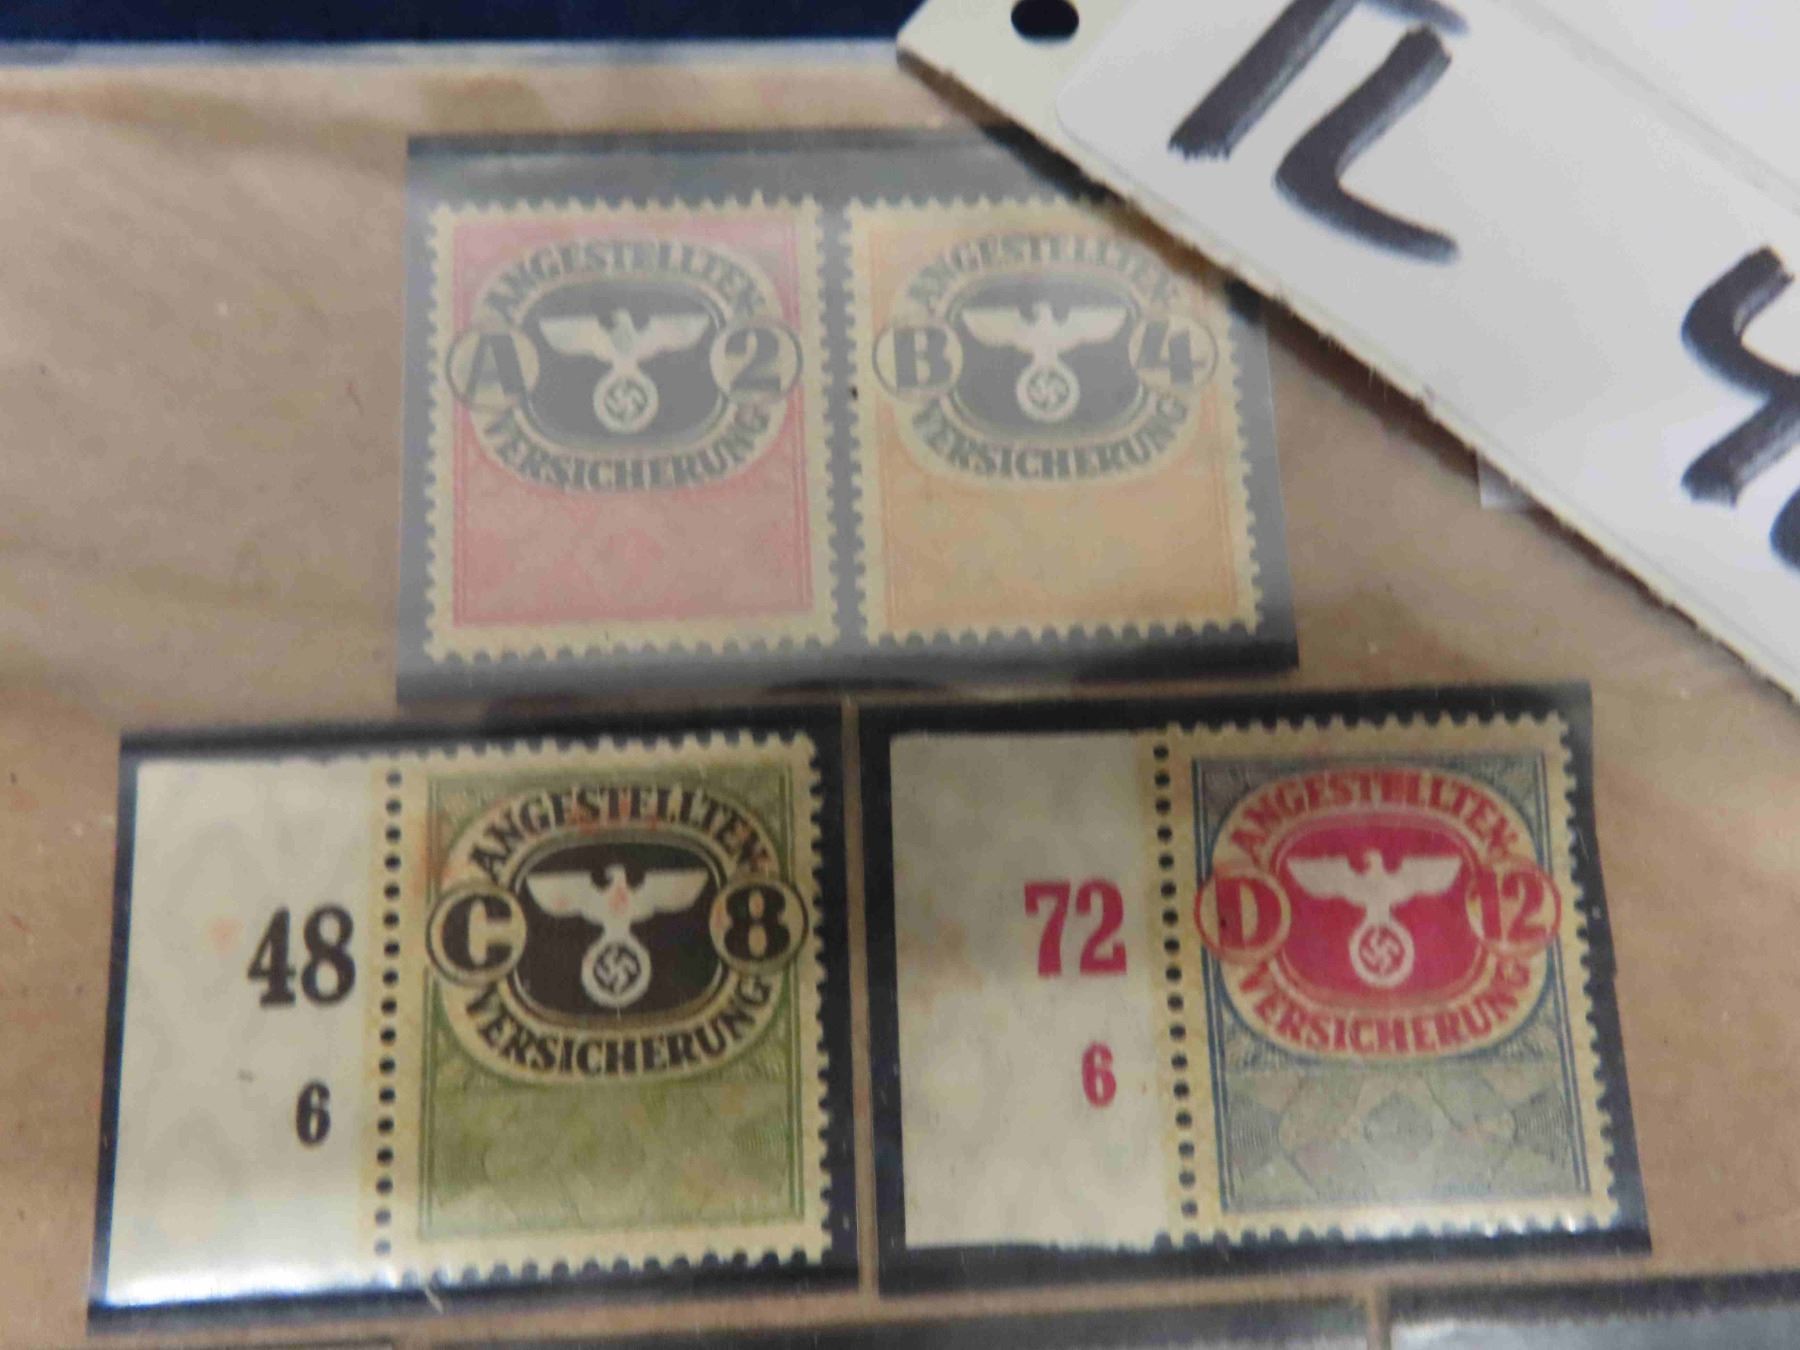 ANGESTELLTEN-
A 2
VERSICHERUNG
ANGESTELLTEN-
B 4
VERSICHERUNG
48
6
ANGESTELLTEN-
C 8
VERSICHERUNG
72
6
ANGESTELLTEN-
D 12
VERSICHERUNG